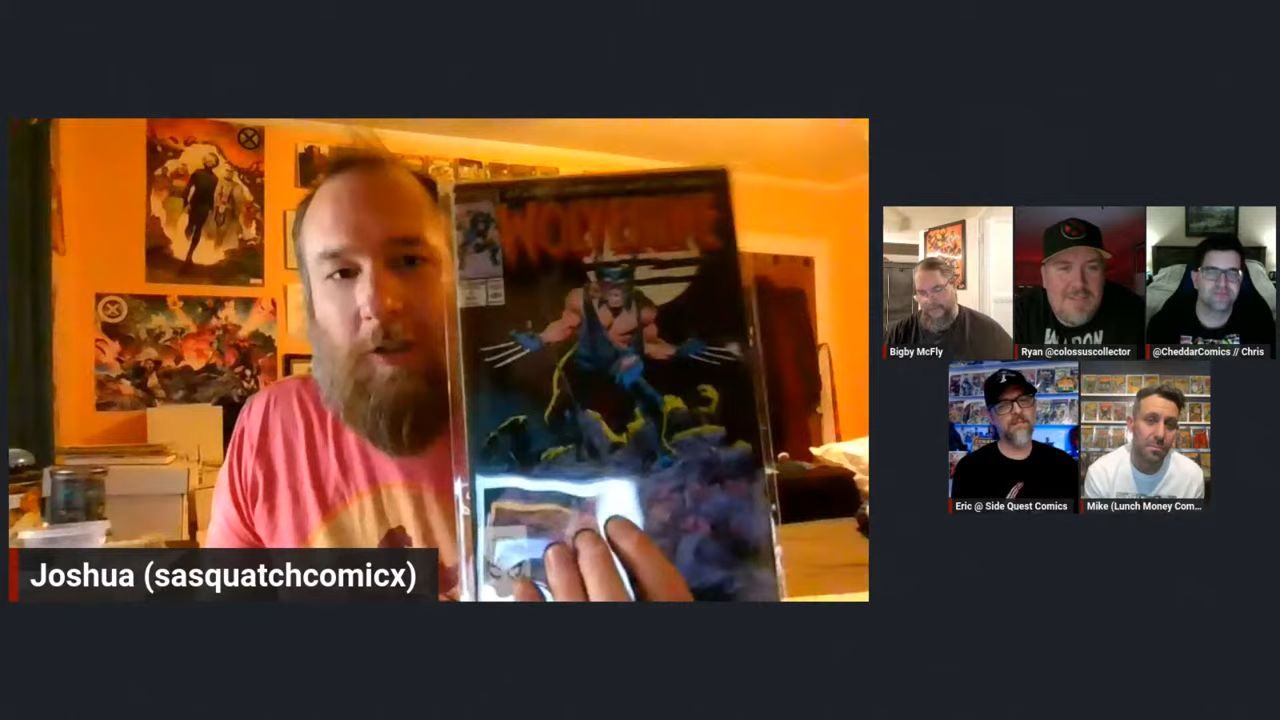 WOLVERINE
Joshua (sasquatchcomicx)
Bigby McFly
Ryan @colossuscollector
@CheddarComics // Chris
Eric @ Side Quest Comics
Mike (Lunch Money Com...